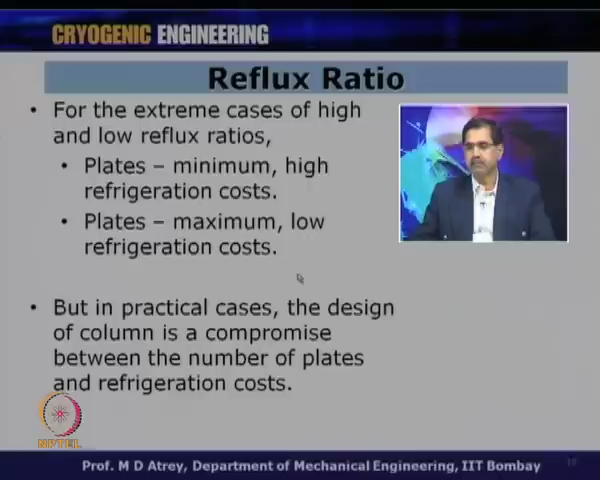 CRYOGENIC ENGINEERING
Reflux Ratio
• For the extreme cases of high
and low reflux ratios,
• Plates – minimum, high
refrigeration costs.
• Plates – maximum, low
refrigeration costs.
• But in practical cases, the design
of column is a compromise
between the number of plates
and refrigeration costs.
NPTEL
Prof. M D Atrey, Department of Mechanical Engineering, IIT Bombay